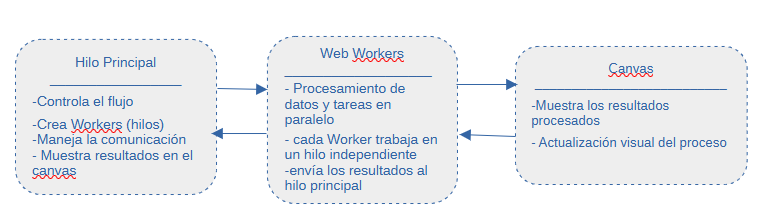 Hilo Principal
-Controla el flujo
-Crea Workers (hilos)
-Maneja la comunicación
- Muestra resultados en el
canvas
Web Workers
- Procesamiento de
datos y tareas en
paralelo
- cada Worker trabaja en
un hilo independiente
-envía los resultados al
hilo principal
Canvas
-Muestra los resultados
procesados
- Actualización visual del proceso